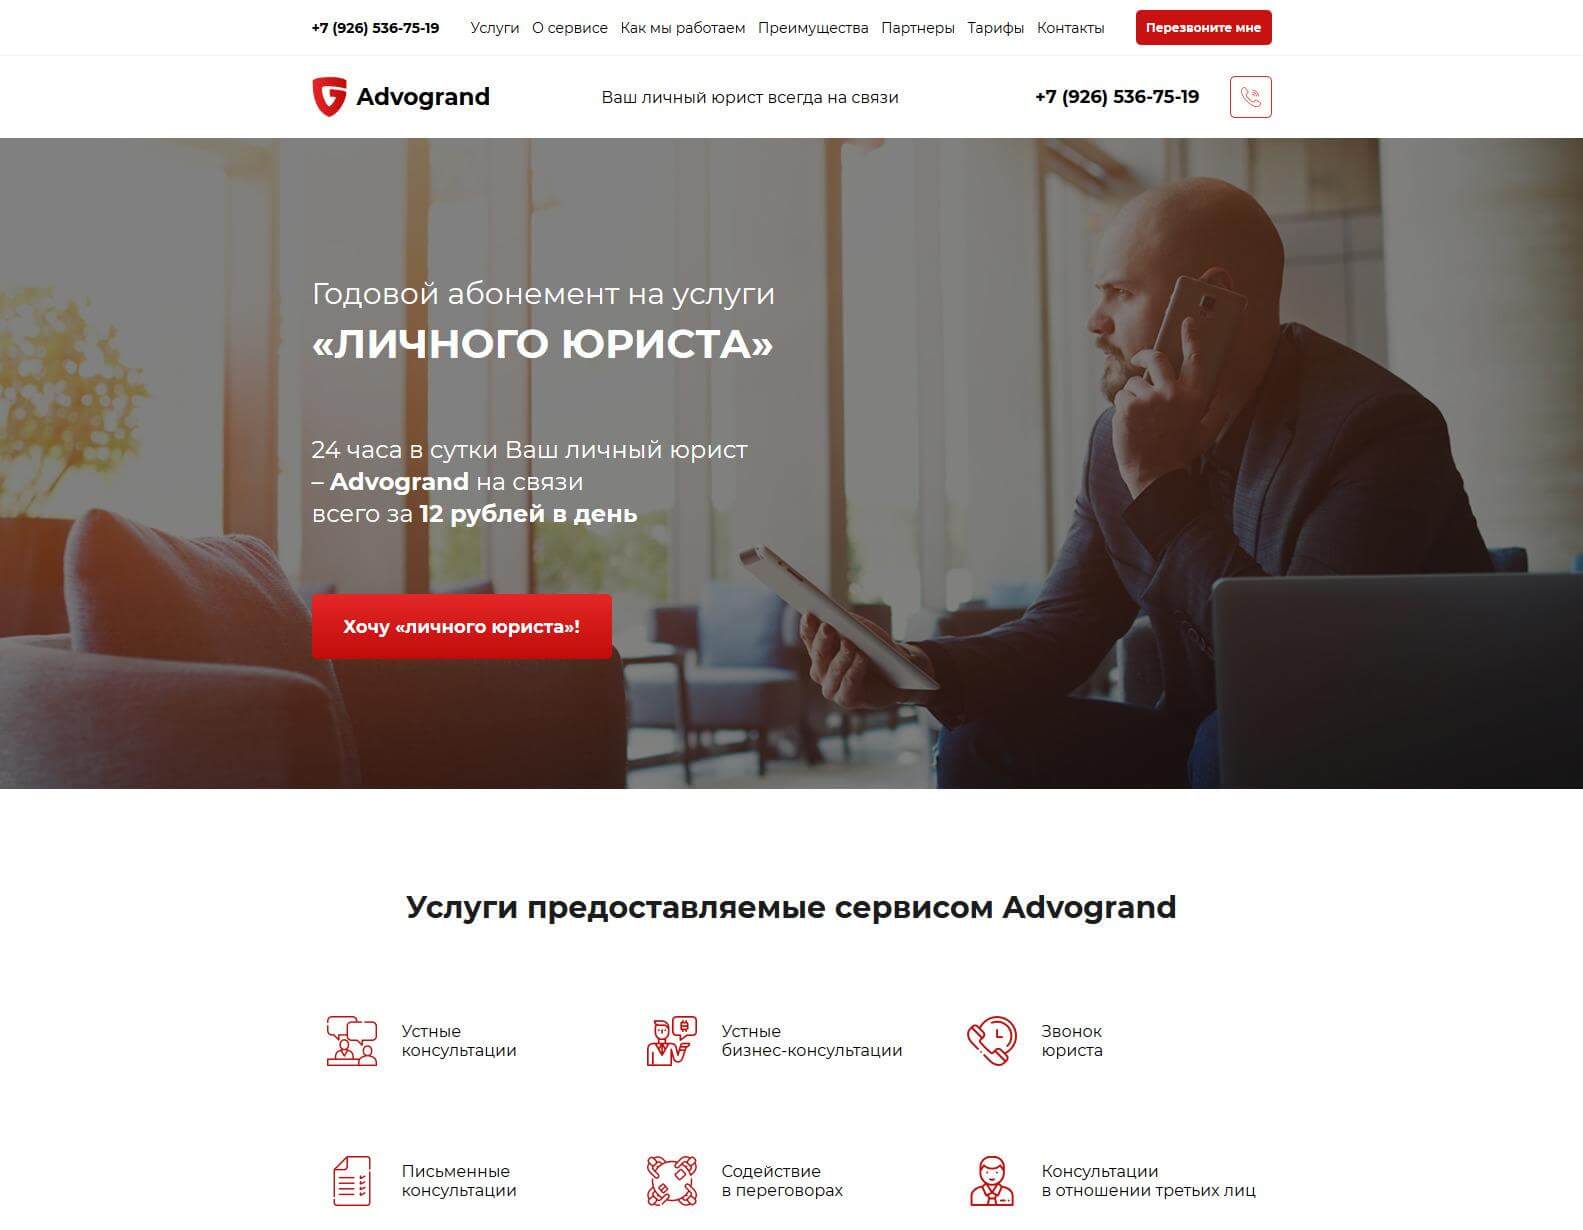 +7 (926) 536-75-19 Услуги О сервисе Как мы работаем Преимущества Партнеры Тарифы Контакты Перезвоните мне
Advogrand Ваш личный юрист всегда на связи +7 (926) 536-75-19
Годовой абонемент на услуги
«ЛИЧНОГО ЮРИСТА»
24 часа в сутки Ваш личный юрист
– Advogrand на связи
всего за 12 рублей в день
Хочу «личного юриста»!
Услуги предоставляемые сервисом Advogrand
Устные
консультации
Устные
бизнес-консультации
Звонок
юриста
Письменные
консультации
Содействие
в переговорах
Консультации
в отношении третьих лиц